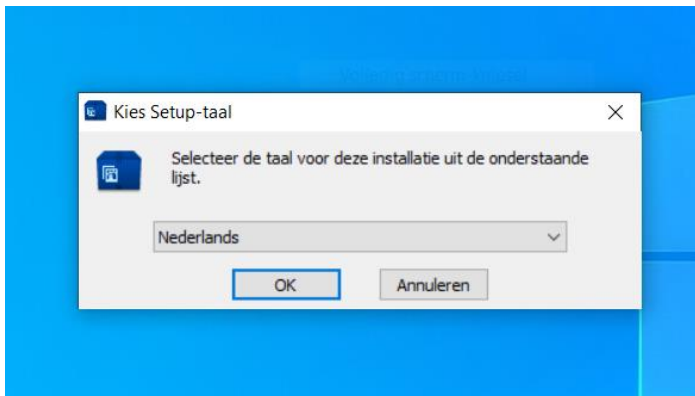 Kies Setup-taal
Selecteer de taal voor deze installatie uit de onderstaande
lijst.
Nederlands
OK
Annuleren